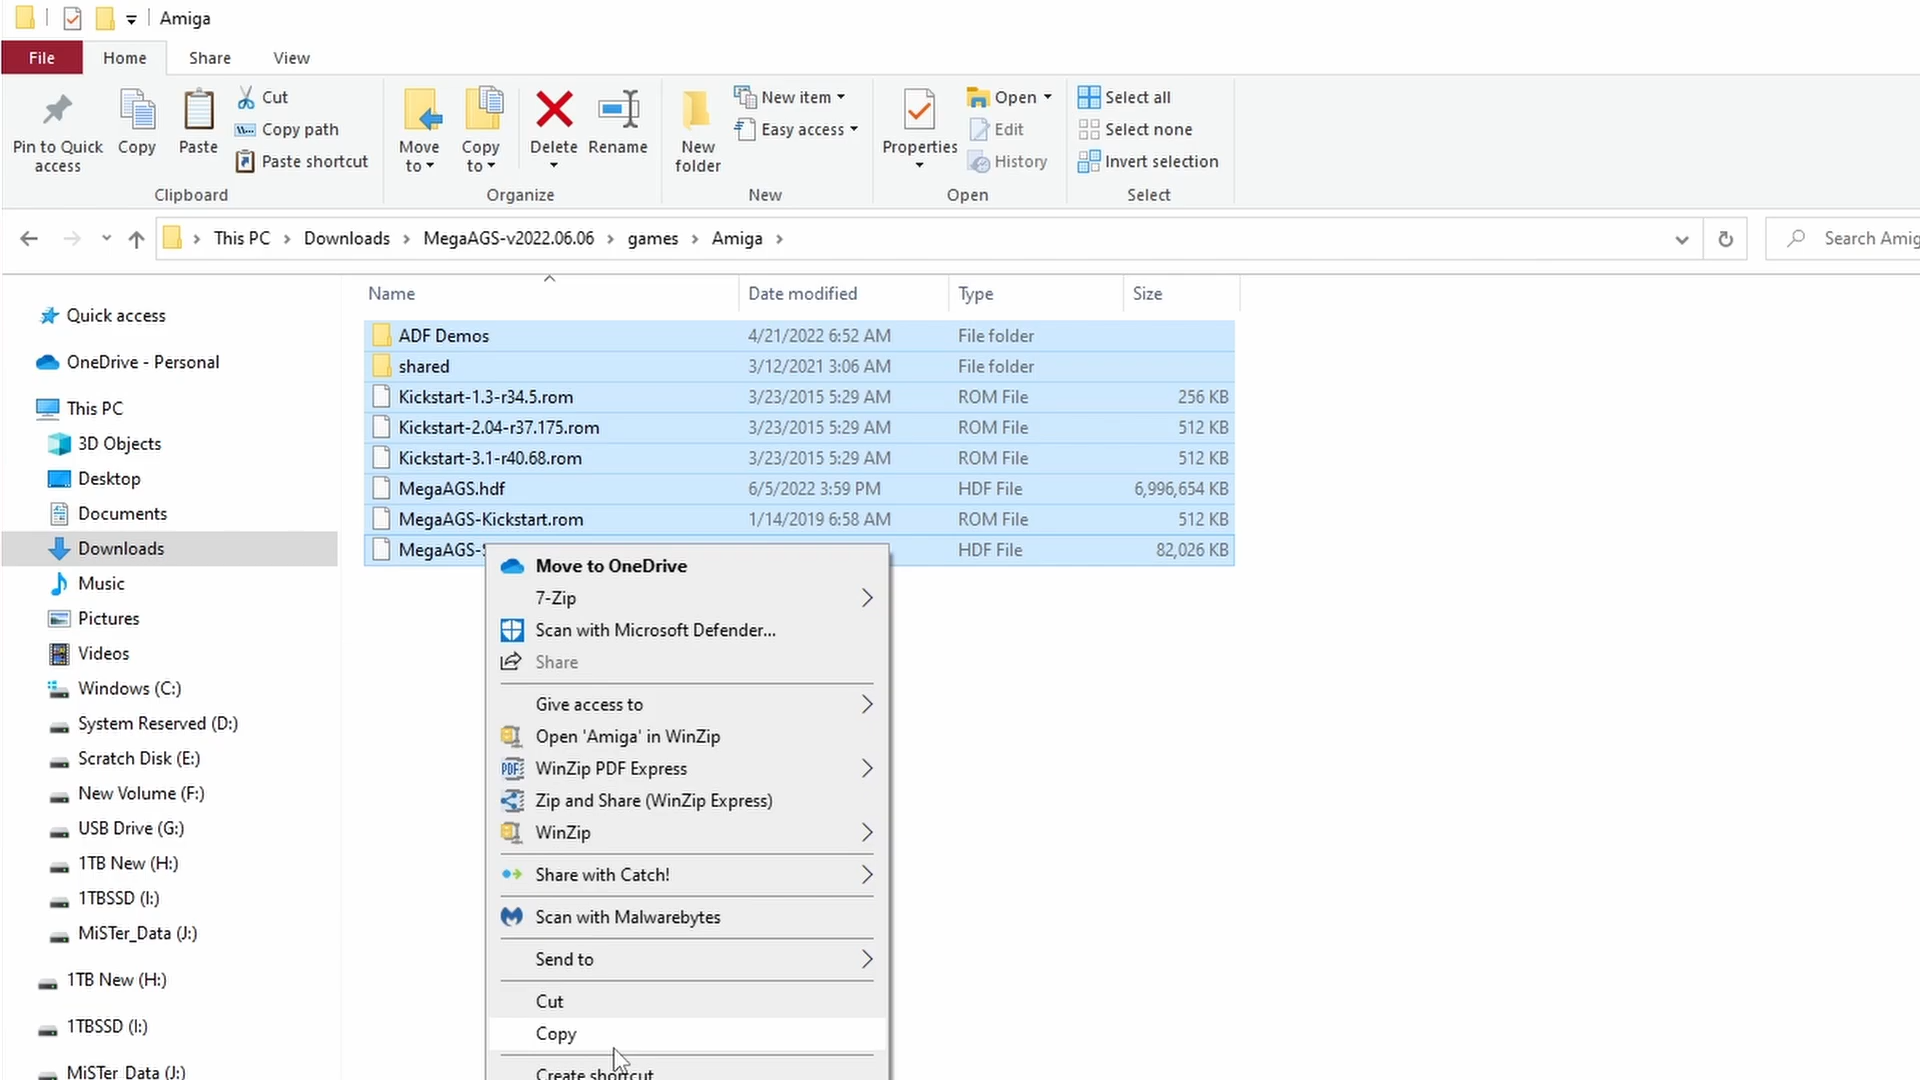 Amiga
File Home Share View
Pin to Quick access
Copy
Paste
Cut
Copy path
Paste shortcut
Clipboard
Move to
Copy to
Delete
Rename
Organize
New folder
New item
Easy access
New
Properties
Open
Edit
History
Open
Select all
Select none
Invert selection
Select
This PC Downloads MegaAGS-v2022.06.06 games Amiga
Search Amig
Quick access
OneDrive - Personal
This PC
3D Objects
Desktop
Documents
Downloads
Music
Pictures
Videos
Windows (C:)
System Reserved (D:)
Scratch Disk (E:)
New Volume (F:)
USB Drive (G:)
1TB New (H:)
1TBSSD (I:)
MiSTer_Data (J:)
1TB New (H:)
1TBSSD (I:)
MiSTer Data (J:)
Name Date modified Type Size
ADF Demos 4/21/2022 6:52 AM File folder
shared 3/12/2021 3:06 AM File folder
Kickstart-1.3-r34.5.rom 3/23/2015 5:29 AM ROM File 256 KB
Kickstart-2.04-r37.175.rom 3/23/2015 5:29 AM ROM File 512 KB
Kickstart-3.1-r40.68.rom 3/23/2015 5:29 AM ROM File 512 KB
MegaAGS.hdf 6/5/2022 3:59 PM HDF File 6,996,654 KB
MegaAGS-Kickstart.rom 1/14/2019 6:58 AM ROM File 512 KB
MegaAGS-S HDF File 82,026 KB
Move to OneDrive
7-Zip
Scan with Microsoft Defender...
Share
Give access to
Open 'Amiga' in WinZip
PDF WinZip PDF Express
Zip and Share (WinZip Express)
WinZip
Share with Catch!
Scan with Malwarebytes
Send to
Cut
Copy
Create shortcut